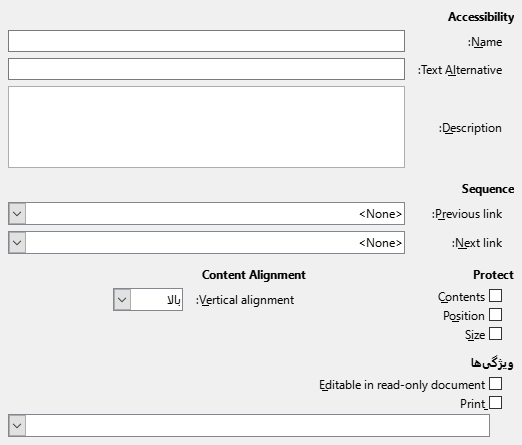 Accessibility
Name:
Text Alternative:
Description:
Sequence
Previous link:
<None>
Next link:
<None>
Protect
Contents
Position
Size
Content Alignment
Vertical alignment:
بالا
ویژگی‌ها
Editable in read-only document
Print